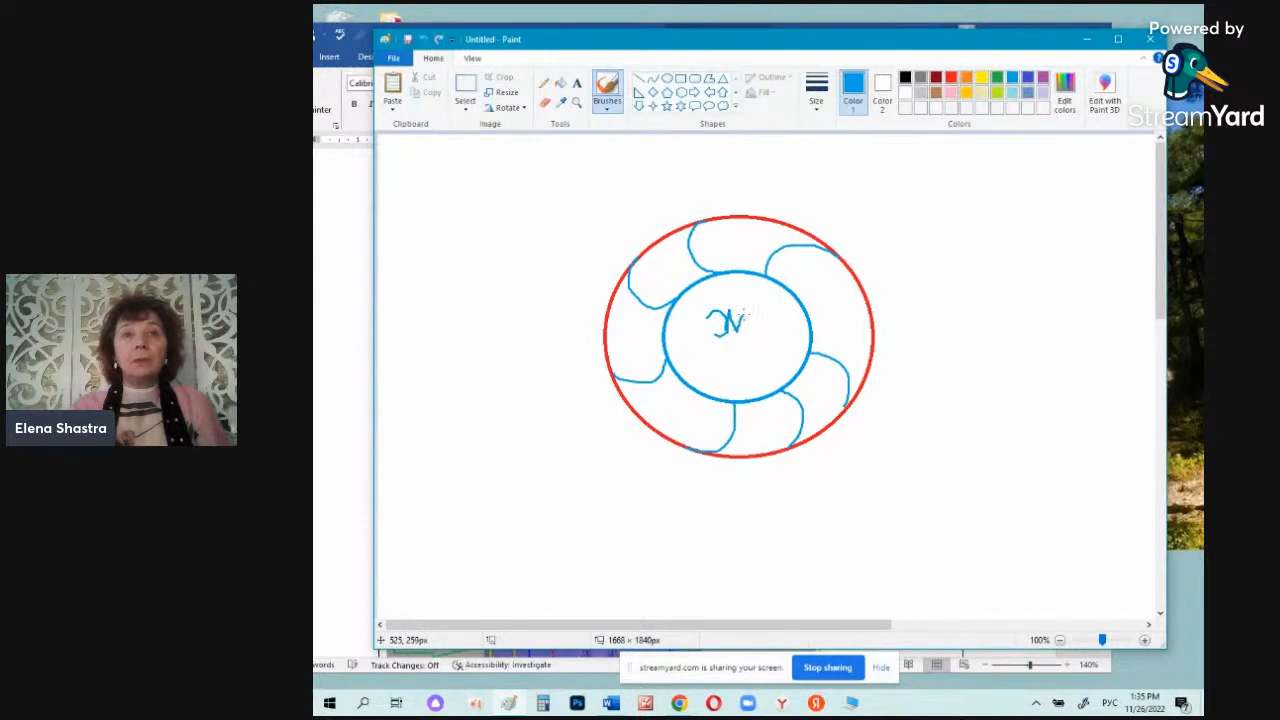 Powered by
StreamYard
Untitled - Paint
File
Home
View
Insert
Calibri
B
Paste
Cut
Copy
Clipboard
Select
Crop
Resize
Rotate
Image
Tools
Brushes
Shapes
Outline
Fill
Size
Color
1
Color
2
Edit
colors
Edit with
Paint 3D
Colors
Elena Shastra
525, 259px
1668 × 1840px
100%
Track Changes: Off
Accessibility: Investigate
streamyard.com is sharing your screen.
Stop sharing
Hide
140%
РУС
1:35 PM
11/26/2022